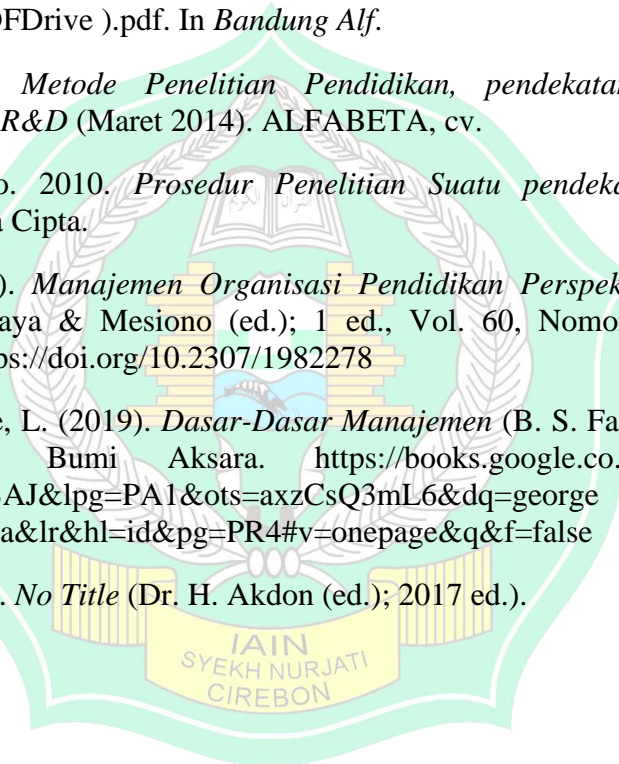 DFDrive ).pdf. In Bandung Alf.
Metode Penelitian Pendidikan, pendekatan
R&D (Maret 2014). ALFABETA, cv.
o. 2010. Prosedur Penelitian Suatu pendeka
a Cipta.
). Manajemen Organisasi Pendidikan Perspek
aya & Mesiono (ed.); 1 ed., Vol. 60, Nomo
ps://doi.org/10.2307/1982278
e, L. (2019). Dasar-Dasar Manajemen (B. S. Fa
Bumi Aksara. https://books.google.co.
AJ&lpg=PA1&ots=axzCsQ3mL6&dq=george
a&lr&hl=id&pg=PR4#v=onepage&q&f=false
. No Title (Dr. H. Akdon (ed.); 2017 ed.).
IAIN
SYEKH NURJATI
CIREBON